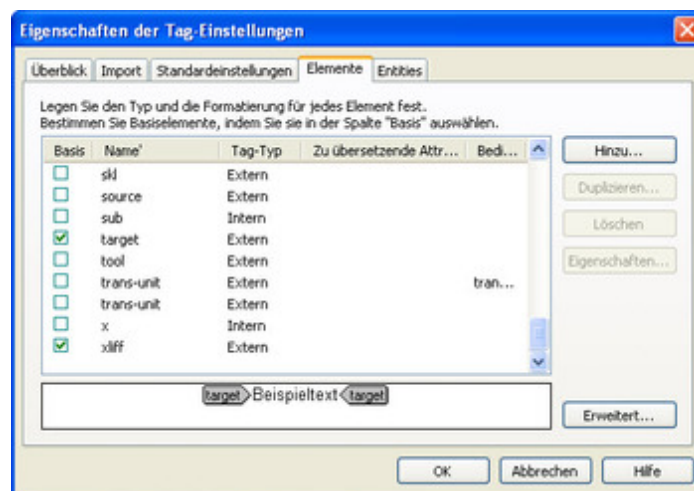 Eigenschaften der Tag-Einstellungen
Überblick Import Standardeinstellungen Elemente Entities
Legen Sie den Typ und die Formatierung für jedes Element fest.
Bestimmen Sie Basiselemente, indem Sie sie in der Spalte "Basis" auswählen.
Basis Name' Tag-Typ Zu übersetzende Attr... Bedi...
skl Extern
source Extern
sub Intern
target Extern
tool Extern
trans-unit Extern tran...
trans-unit Extern
x Intern
xliff Extern
Hinzu...
Duplizieren...
Löschen
Eigenschaften...
target Beispieltext target
Erweitert...
OK Abbrechen Hilfe